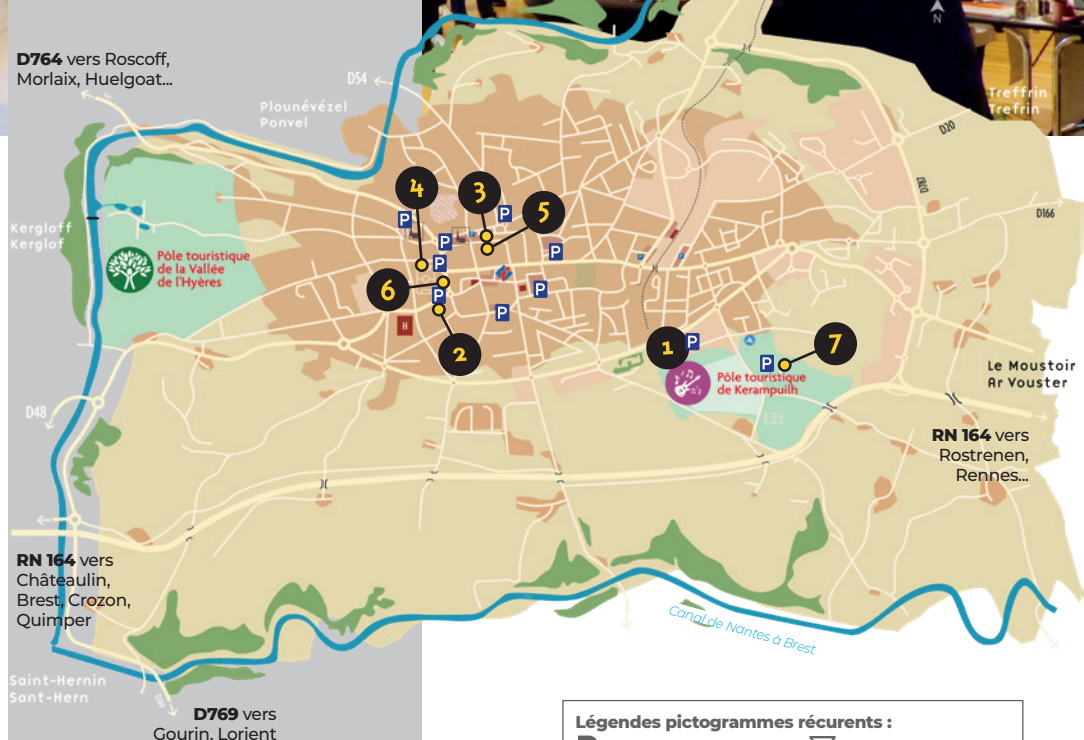 N
D764 vers Roscoff,
Morlaix, Huelgoat...
D54
Plounévézel
Ponvel
Treffrin
Trefrin
D20
D787
D166
Kergloff
Kerglof
Pôle touristique
de la Vallée
de l'Hyères
4
3
5
6
2
1
7
P
P
P
P
P
P
P
P
P
P
H
Pôle touristique
de Kerampuilh
Le Moustoir
Ar Vouster
D48
RN 164 vers
Rostrenen,
Rennes...
RN 164 vers
Châteaulin,
Brest, Crozon,
Quimper
Canal de Nantes à Brest
Saint-Hernin
Sant-Hern
D769 vers
Gourin, Lorient
Légendes pictogrammes récurents :